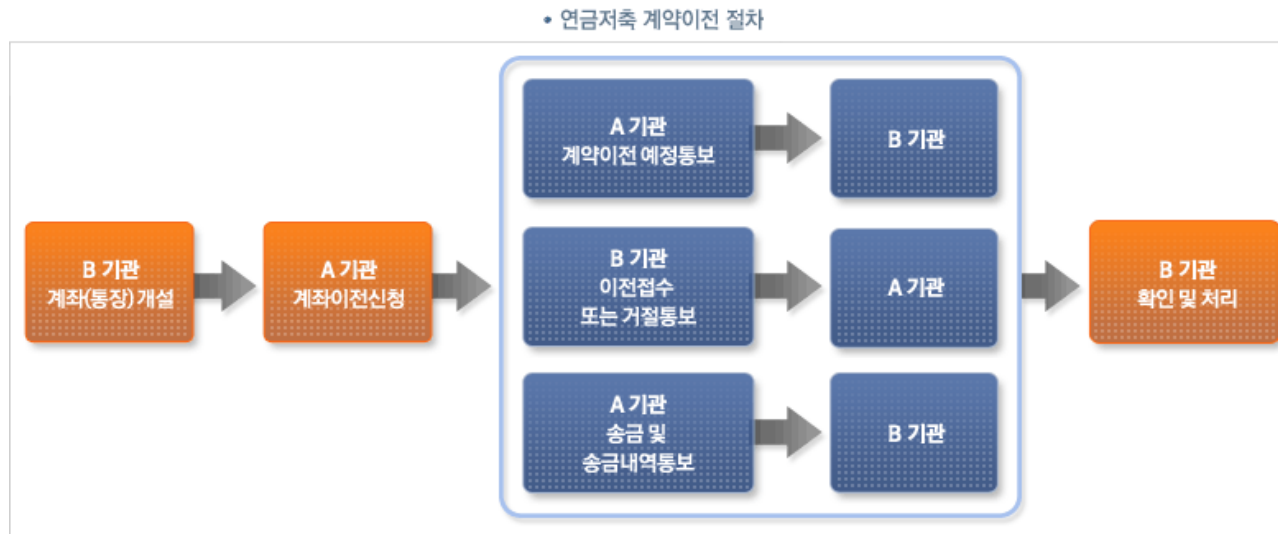 • 연금저축 계약이전 절차
B 기관
계좌(통장) 개설
A 기관
계좌이전신청
A 기관
계약이전 예정통보
B 기관
B 기관
이전접수
또는 거절통보
A 기관
A 기관
송금 및
송금내역통보
B 기관
B 기관
확인 및 처리